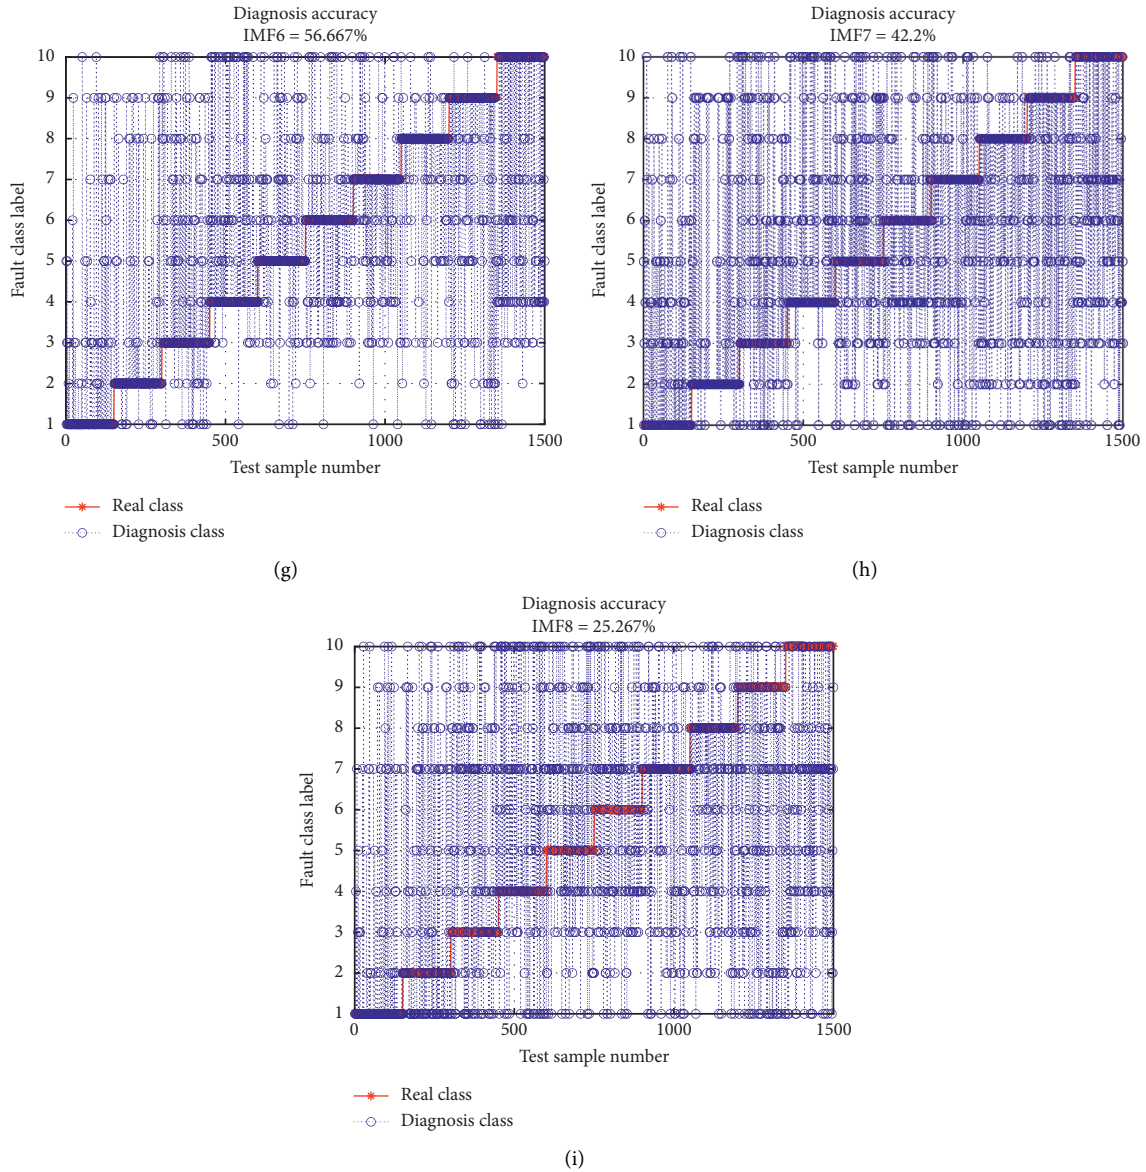 Diagnosis accuracy
IMF6 = 56.667%
10
9
8
7
6
5
4
3
2
1
Fault class label
0
500
1000
1500
Test sample number
Real class
Diagnosis class
(g)
Diagnosis accuracy
IMF7 = 42.2%
10
9
8
7
6
5
4
3
2
1
Fault class label
0
500
1000
1500
Test sample number
Real class
Diagnosis class
(h)
Diagnosis accuracy
IMF8 = 25.267%
10
9
8
7
6
5
4
3
2
1
Fault class label
0
500
1000
1500
Test sample number
Real class
Diagnosis class
(i)